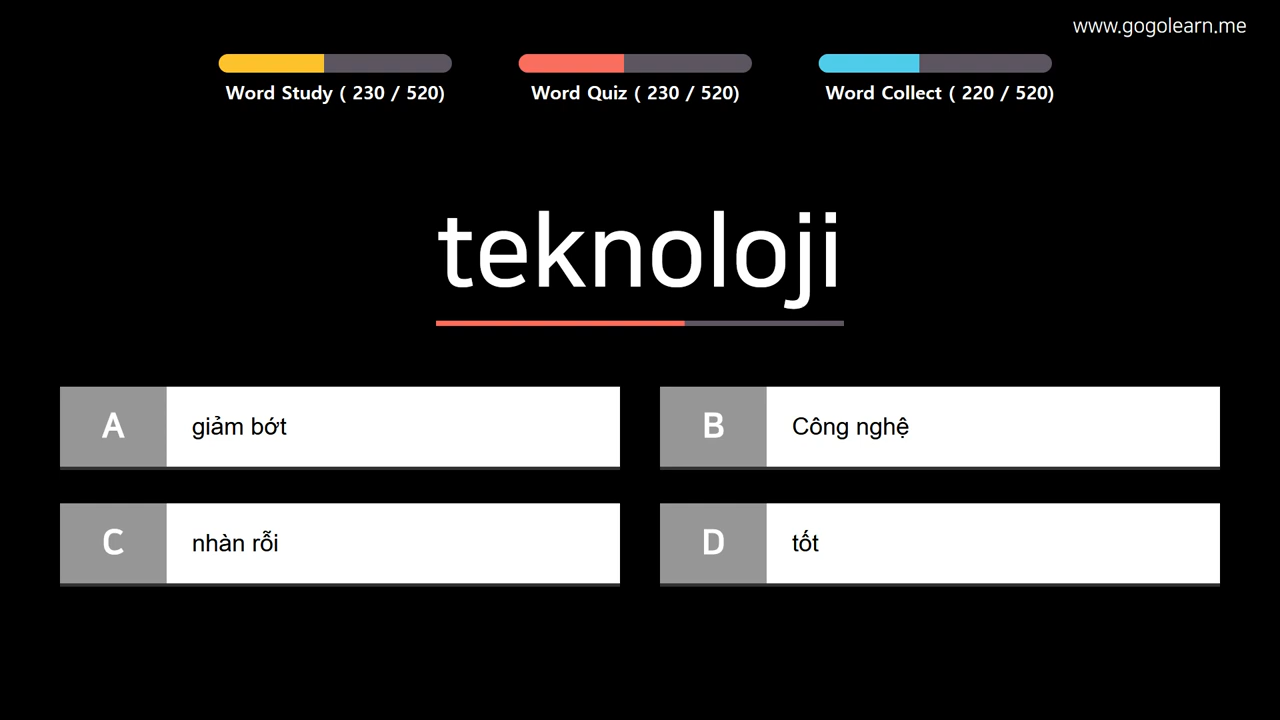 www.gogolearn.me
Word Study ( 230 / 520)
Word Quiz ( 230 / 520)
Word Collect ( 220 / 520)
teknoloji
A
giảm bớt
B
Công nghệ
C
nhàn rỗi
D
tốt